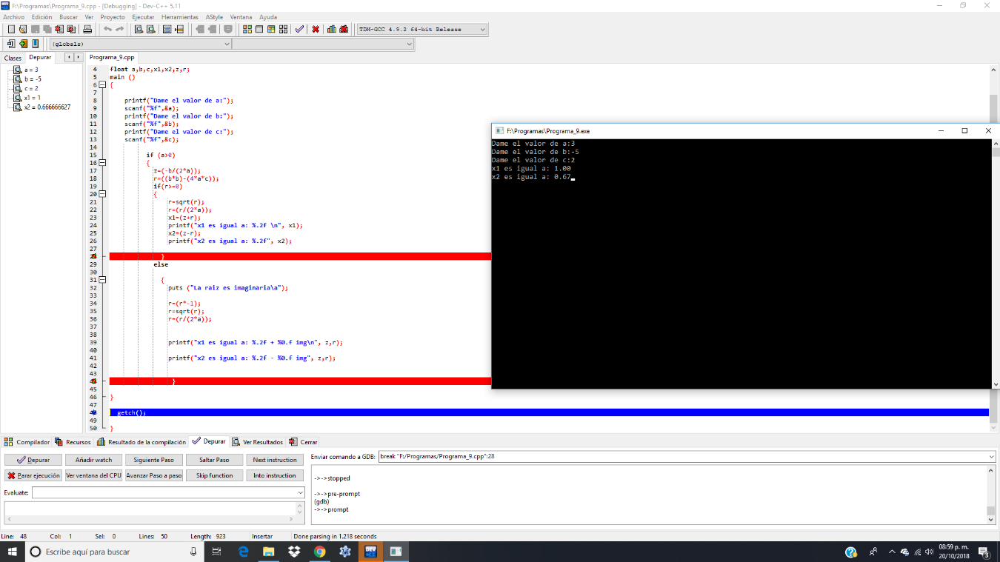 F:\Programas\Programa_9.cpp - [Debugging] - Dev-C++ 5.11
Archivo Edición Buscar Ver Proyecto Ejecutar Herramientas AStyle Ventana Ayuda
TDM-GCC 4.9.2 64-bit Release
(globals)
Clases Depurar
Programa_9.cpp
a = 3
b = -5
c = 2
x1 = 1
x2 = 0.666666627
4 float a,b,c,x1,x2,z,r;
5 main ()
6 {
7
8 printf("Dame el valor de a:");
9 scanf("%f",&a);
10 printf("Dame el valor de b:");
11 scanf("%f",&b);
12 printf("Dame el valor de c:");
13 scanf("%f",&c);
14
15 if (a>0)
16 {
17 z=(-b/(2*a));
18 r=((b*b)-(4*a*c));
19 if(r>=0)
20 {
21 r=sqrt(r);
22 r=(r/(2*a));
23 x1=(z+r);
24 printf("x1 es igual a: %.2f \n", x1);
25 x2=(z-r);
26 printf("x2 es igual a: %.2f", x2);
27
}
29 else
30
31 {
32 puts ("La raiz es imaginaria\a");
33
34 r=(r*-1);
35 r=sqrt(r);
36 r=(r/(2*a));
37
38
39 printf("x1 es igual a: %.2f + %0.f img\n", z,r);
40
41 printf("x2 es igual a: %.2f - %0.f img", z,r);
42
43
}
45
46 }
47
getch();
49
50 }
F:\Programas\Programa_9.exe
Dame el valor de a:3
Dame el valor de b:-5
Dame el valor de c:2
x1 es igual a: 1.00
x2 es igual a: 0.67
Compilador Recursos Resultado de la compilación Depurar Ver Resultados Cerrar
Depurar Añadir watch Siguiente Paso Saltar Paso Next instruction
Parar ejecución Ver ventana del CPU Avanzar Paso a paso Skip function Into instruction
Evaluate:
Enviar comando a GDB: break "F:/Programas/Programa_9.cpp":28
->->stopped
->->pre-prompt
(gdb)
->->prompt
Line: 48 Col: 1 Sel: 0 Lines: 50 Length: 923 Insertar Done parsing in 1.218 seconds
Escribe aquí para buscar
DEV
08:59 p. m.
20/10/2018
3